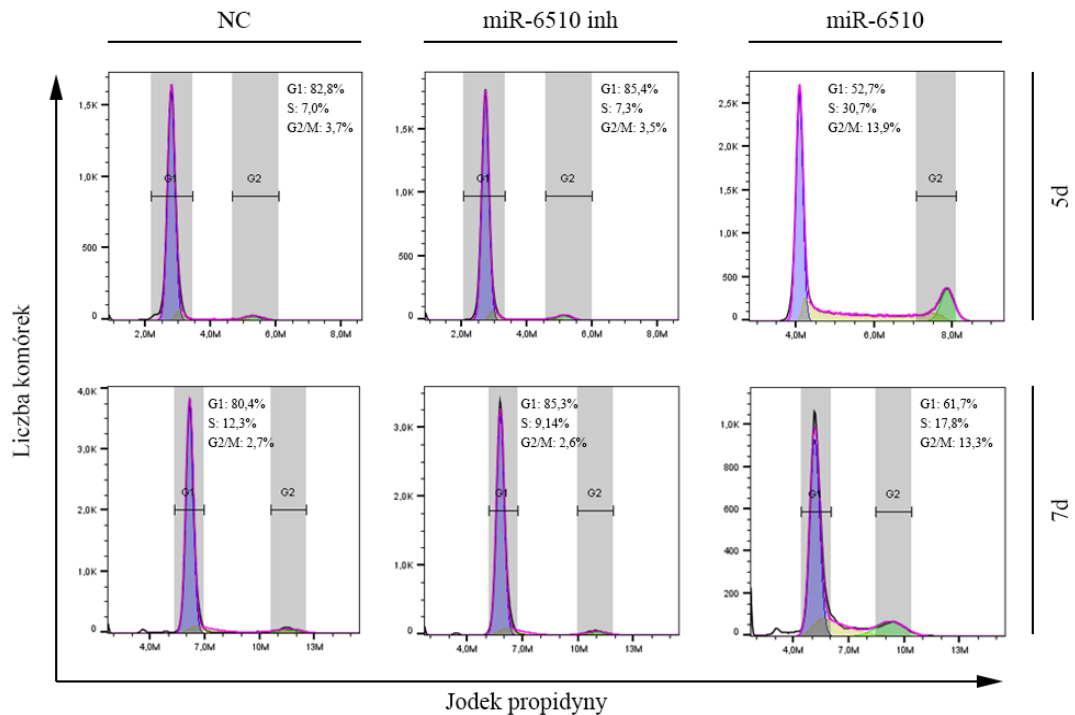 NC
miR-6510 inh
miR-6510
Liczba komórek
1,5K
1,0K
500
0
G1: 82,8%
S: 7,0%
G2/M: 3,7%
G1
G2
2,0M 4,0M 6,0M 8,0M
1,5K
1,0K
500
0
G1: 85,4%
S: 7,3%
G2/M: 3,5%
G1
G2
2,0M 4,0M 6,0M 8,0M
2,5K
2,0K
1,5K
1,0K
500
0
G1: 52,7%
S: 30,7%
G2/M: 13,9%
G2
4,0M 6,0M 8,0M
5d
4,0K
3,0K
2,0K
1,0K
0
G1: 80,4%
S: 12,3%
G2/M: 2,7%
G1
G2
4,0M 7,0M 10M 13M
3,0K
2,0K
1,0K
0
G1: 85,3%
S: 9,14%
G2/M: 2,6%
G1
G2
4,0M 7,0M 10M 13M
1,0K
800
600
400
200
0
G1: 61,7%
S: 17,8%
G2/M: 13,3%
G1
G2
4,0M 7,0M 10M 13M
7d
Jodek propidyny